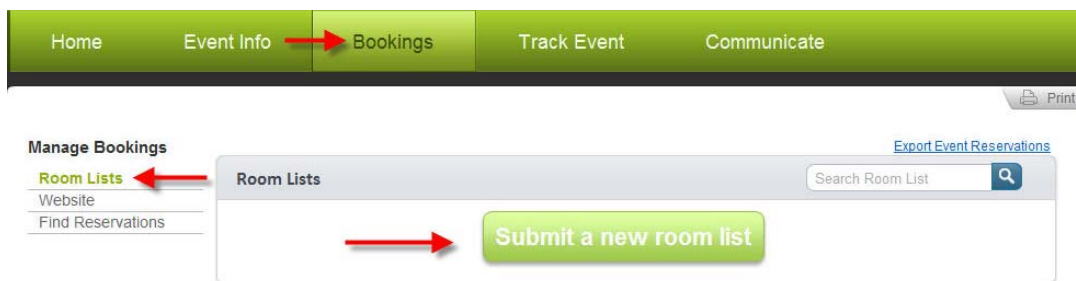 Home Event Info Bookings Track Event Communicate
Print
Manage Bookings
Export Event Reservations
Room Lists
Website
Find Reservations
Room Lists
Search Room List
Submit a new room list